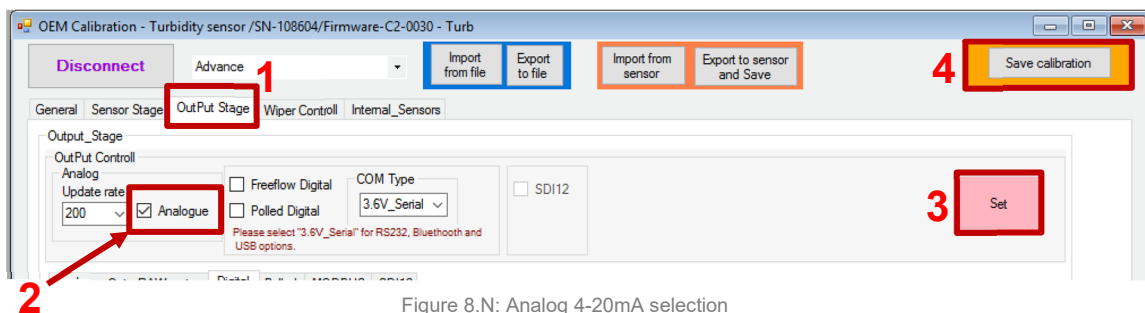 OEM Calibration - Turbidity sensor /SN-108604/Firmware-C2-0030 - Turb
Disconnect
Advance
Import from file
Export to file
Import from sensor
Export to sensor and Save
4
Save calibration
1
General
Sensor Stage
OutPut Stage
Wiper Controll
Internal_Sensors
Output_Stage
OutPut Controll
Analog
Update rate
200
Analogue
Freeflow Digital
Polled Digital
COM Type
3.6V_Serial
Please select "3.6V_Serial" for RS232, Bluethooth and
USB options.
SDI12
3
Set
2
Digital
Figure 8.N: Analog 4-20mA selection